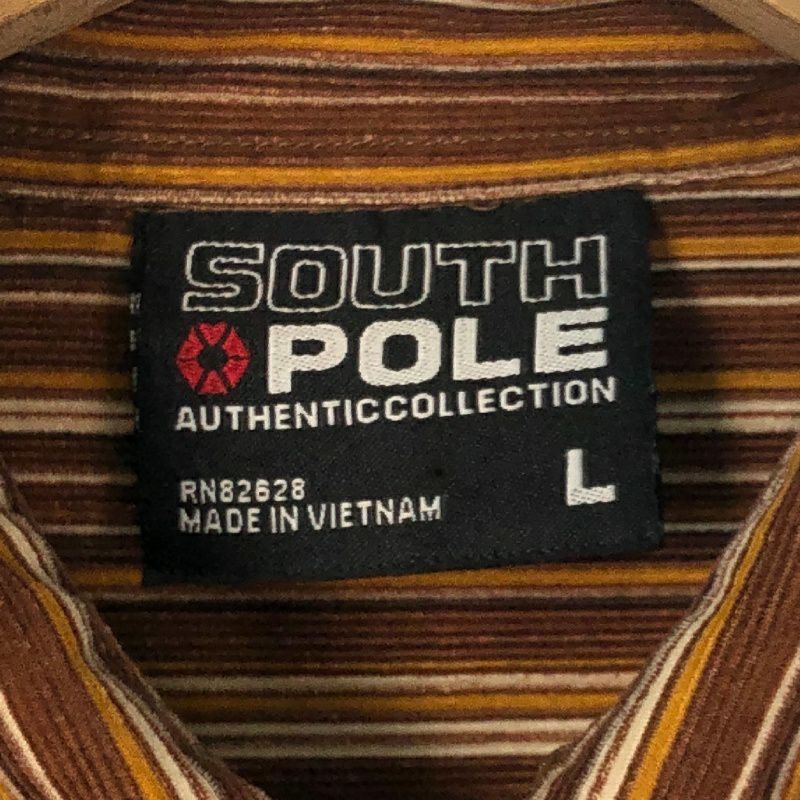 SOUTH
POLE
AUTHENTICCOLLECTION
L
RN82628
MADE IN VIETNAM